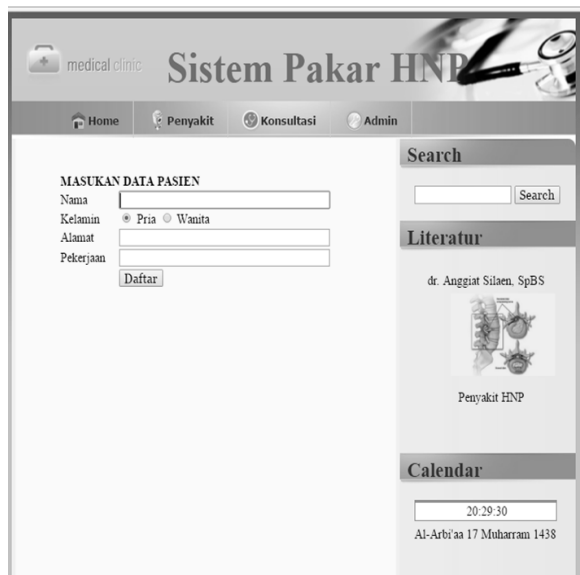 medical clinic
Sistem Pakar HNP
Home Penyakit Konsultasi Admin
MASUKAN DATA PASIEN
Nama
Kelamin Pria Wanita
Alamat
Pekerjaan
Daftar
Search
Search
Literatur
dr. Anggiat Silaen, SpBS
Penyakit HNP
Calendar
20:29:30
Al-Arbi'aa 17 Muharram 1438